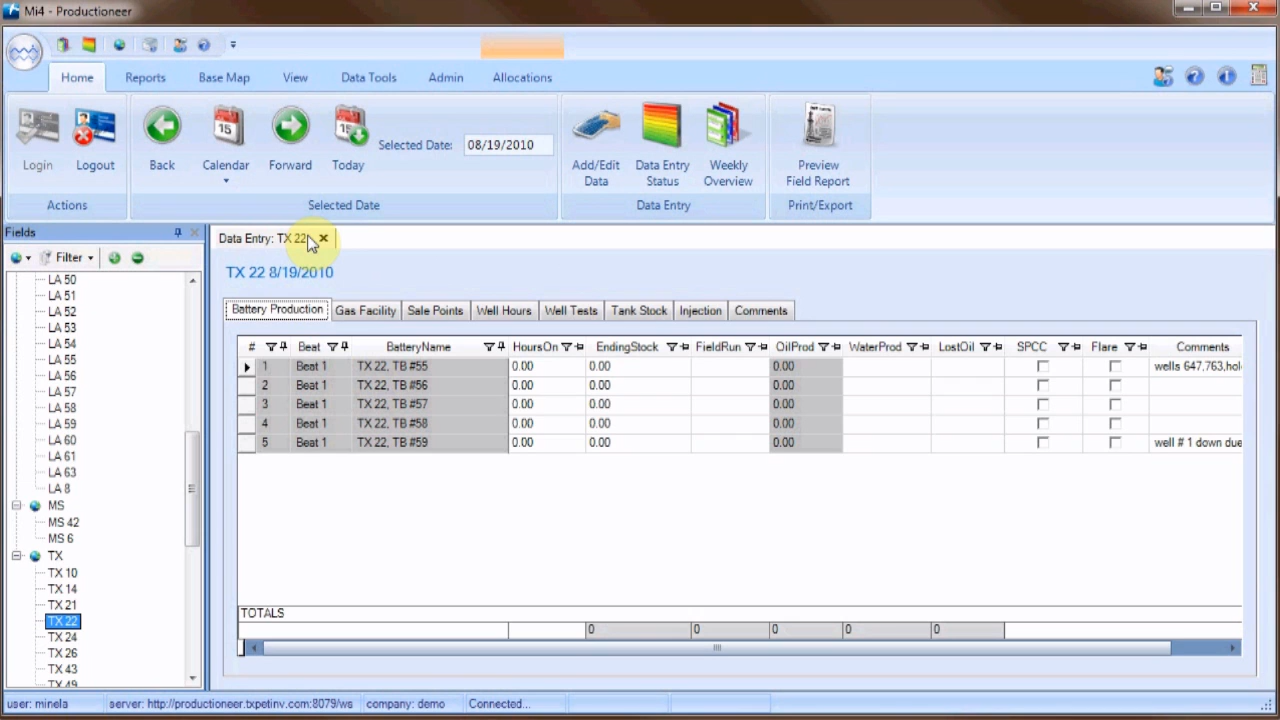 Mi4 - Productioneer
Home Reports Base Map View Data Tools Admin Allocations
Login Logout Back Calendar Forward Today Selected Date: 08/19/2010 Add/Edit Data Data Entry Status Weekly Overview Preview Field Report
Actions Selected Date Data Entry Print/Export
Fields
Filter
LA 50
LA 51
LA 52
LA 53
LA 54
LA 55
LA 56
LA 57
LA 58
LA 59
LA 60
LA 61
LA 63
LA 8
MS
MS 42
MS 6
TX
TX 10
TX 14
TX 21
TX 22
TX 24
TX 26
TX 43
TX 49
Data Entry: TX 22
TX 22 8/19/2010
Battery Production Gas Facility Sale Points Well Hours Well Tests Tank Stock Injection Comments
# Beat BatteryName HoursOn EndingStock FieldRun OilProd WaterProd LostOil SPCC Flare Comments
1 Beat 1 TX 22, TB #55 0.00 0.00 0.00 wells 647,763,hol
2 Beat 1 TX 22, TB #56 0.00 0.00 0.00
3 Beat 1 TX 22, TB #57 0.00 0.00 0.00
4 Beat 1 TX 22, TB #58 0.00 0.00 0.00
5 Beat 1 TX 22, TB #59 0.00 0.00 0.00 well # 1 down due
TOTALS
0 0 0 0 0
user: minela server: http://productioneer.txpetinv.com:8079/ws company: demo Connected...